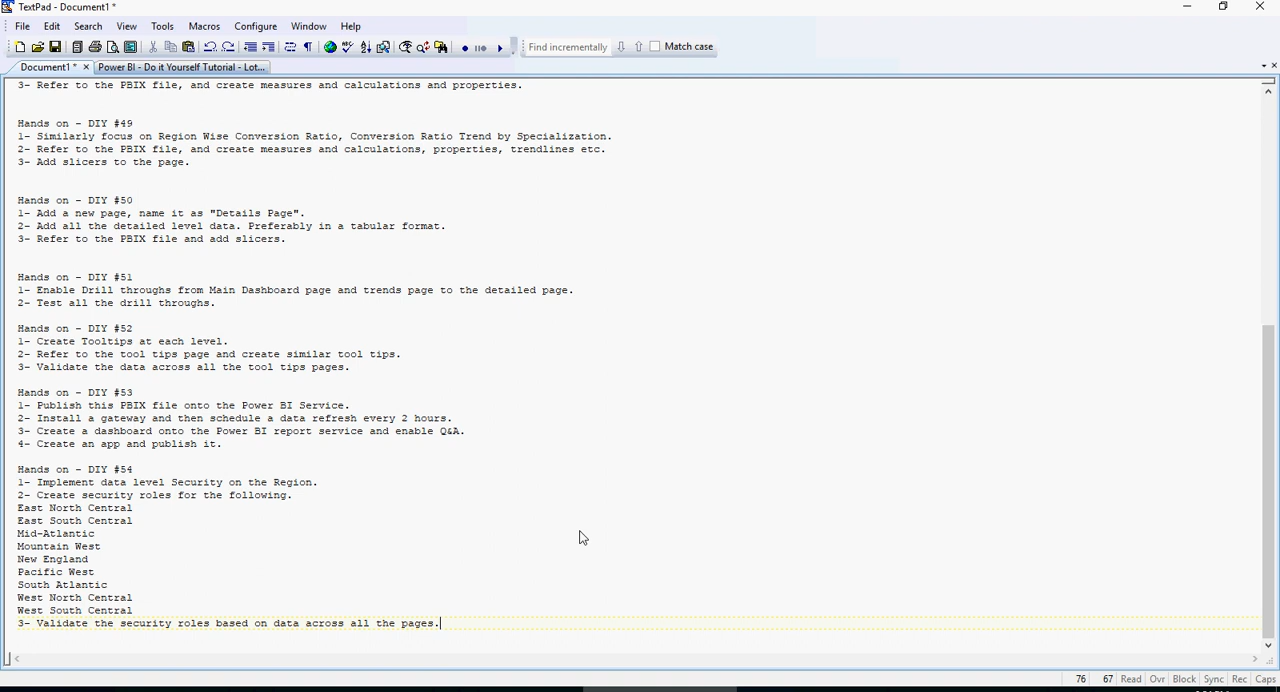 TextPad - Document1 *
File Edit Search View Tools Macros Configure Window Help
Find incrementally Match case
Document1 * Power BI - Do it Yourself Tutorial - Lot...
3- Refer to the PBIX file, and create measures and calculations and properties.
Hands on - DIY #49
1- Similarly focus on Region Wise Conversion Ratio, Conversion Ratio Trend by Specialization.
2- Refer to the PBIX file, and create measures and calculations, properties, trendlines etc.
3- Add slicers to the page.
Hands on - DIY #50
1- Add a new page, name it as "Details Page".
2- Add all the detailed level data. Preferably in a tabular format.
3- Refer to the PBIX file and add slicers.
Hands on - DIY #51
1- Enable Drill throughs from Main Dashboard page and trends page to the detailed page.
2- Test all the drill throughs.
Hands on - DIY #52
1- Create Tooltips at each level.
2- Refer to the tool tips page and create similar tool tips.
3- Validate the data across all the tool tips pages.
Hands on - DIY #53
1- Publish this PBIX file onto the Power BI Service.
2- Install a gateway and then schedule a data refresh every 2 hours.
3- Create a dashboard onto the Power BI report service and enable Q&A.
4- Create an app and publish it.
Hands on - DIY #54
1- Implement data level Security on the Region.
2- Create security roles for the following.
East North Central
East South Central
Mid-Atlantic
Mountain West
New England
Pacific West
South Atlantic
West North Central
West South Central
3- Validate the security roles based on data across all the pages.
76 67 Read Ovr Block Sync Rec Caps